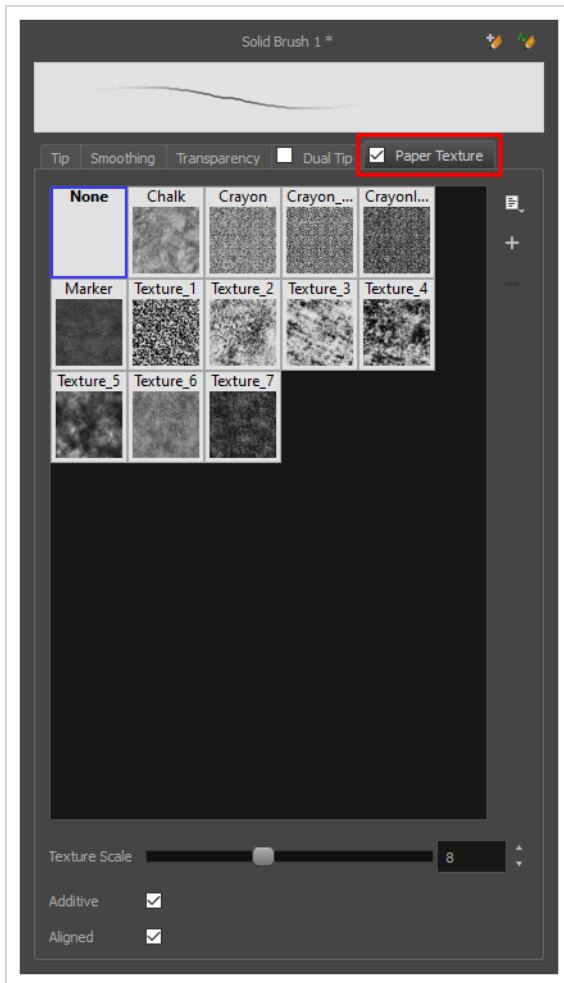 Solid Brush 1 *
Tip Smoothing Transparency Dual Tip Paper Texture
None Chalk Crayon Crayon_... Crayonl...
Marker Texture_1 Texture_2 Texture_3 Texture_4
Texture_5 Texture_6 Texture_7
Texture Scale 8
Additive
Aligned